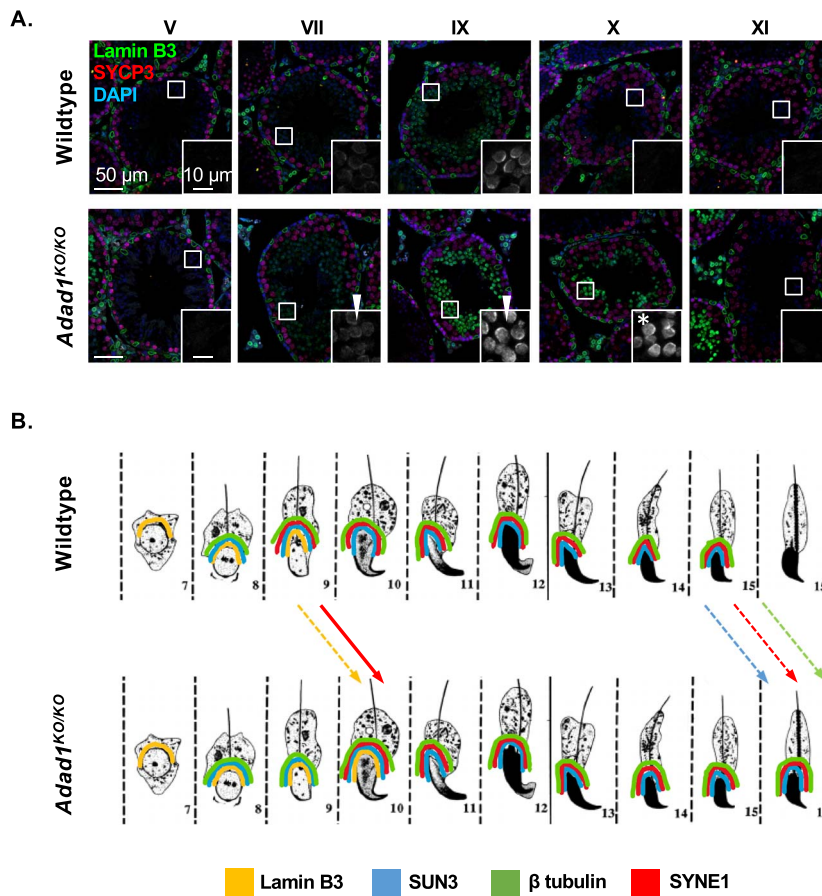 A.
V VII IX X XI
Wildtype
Lamin B3
SYCP3
DAPI
50 µm 10 µm
Adad1KO/KO
*
B.
Wildtype
7 8 9 10 11 12 13 14 15 15
Adad1KO/KO
7 8 9 10 11 12 13 14 15 1
Lamin B3 SUN3 β tubulin SYNE1